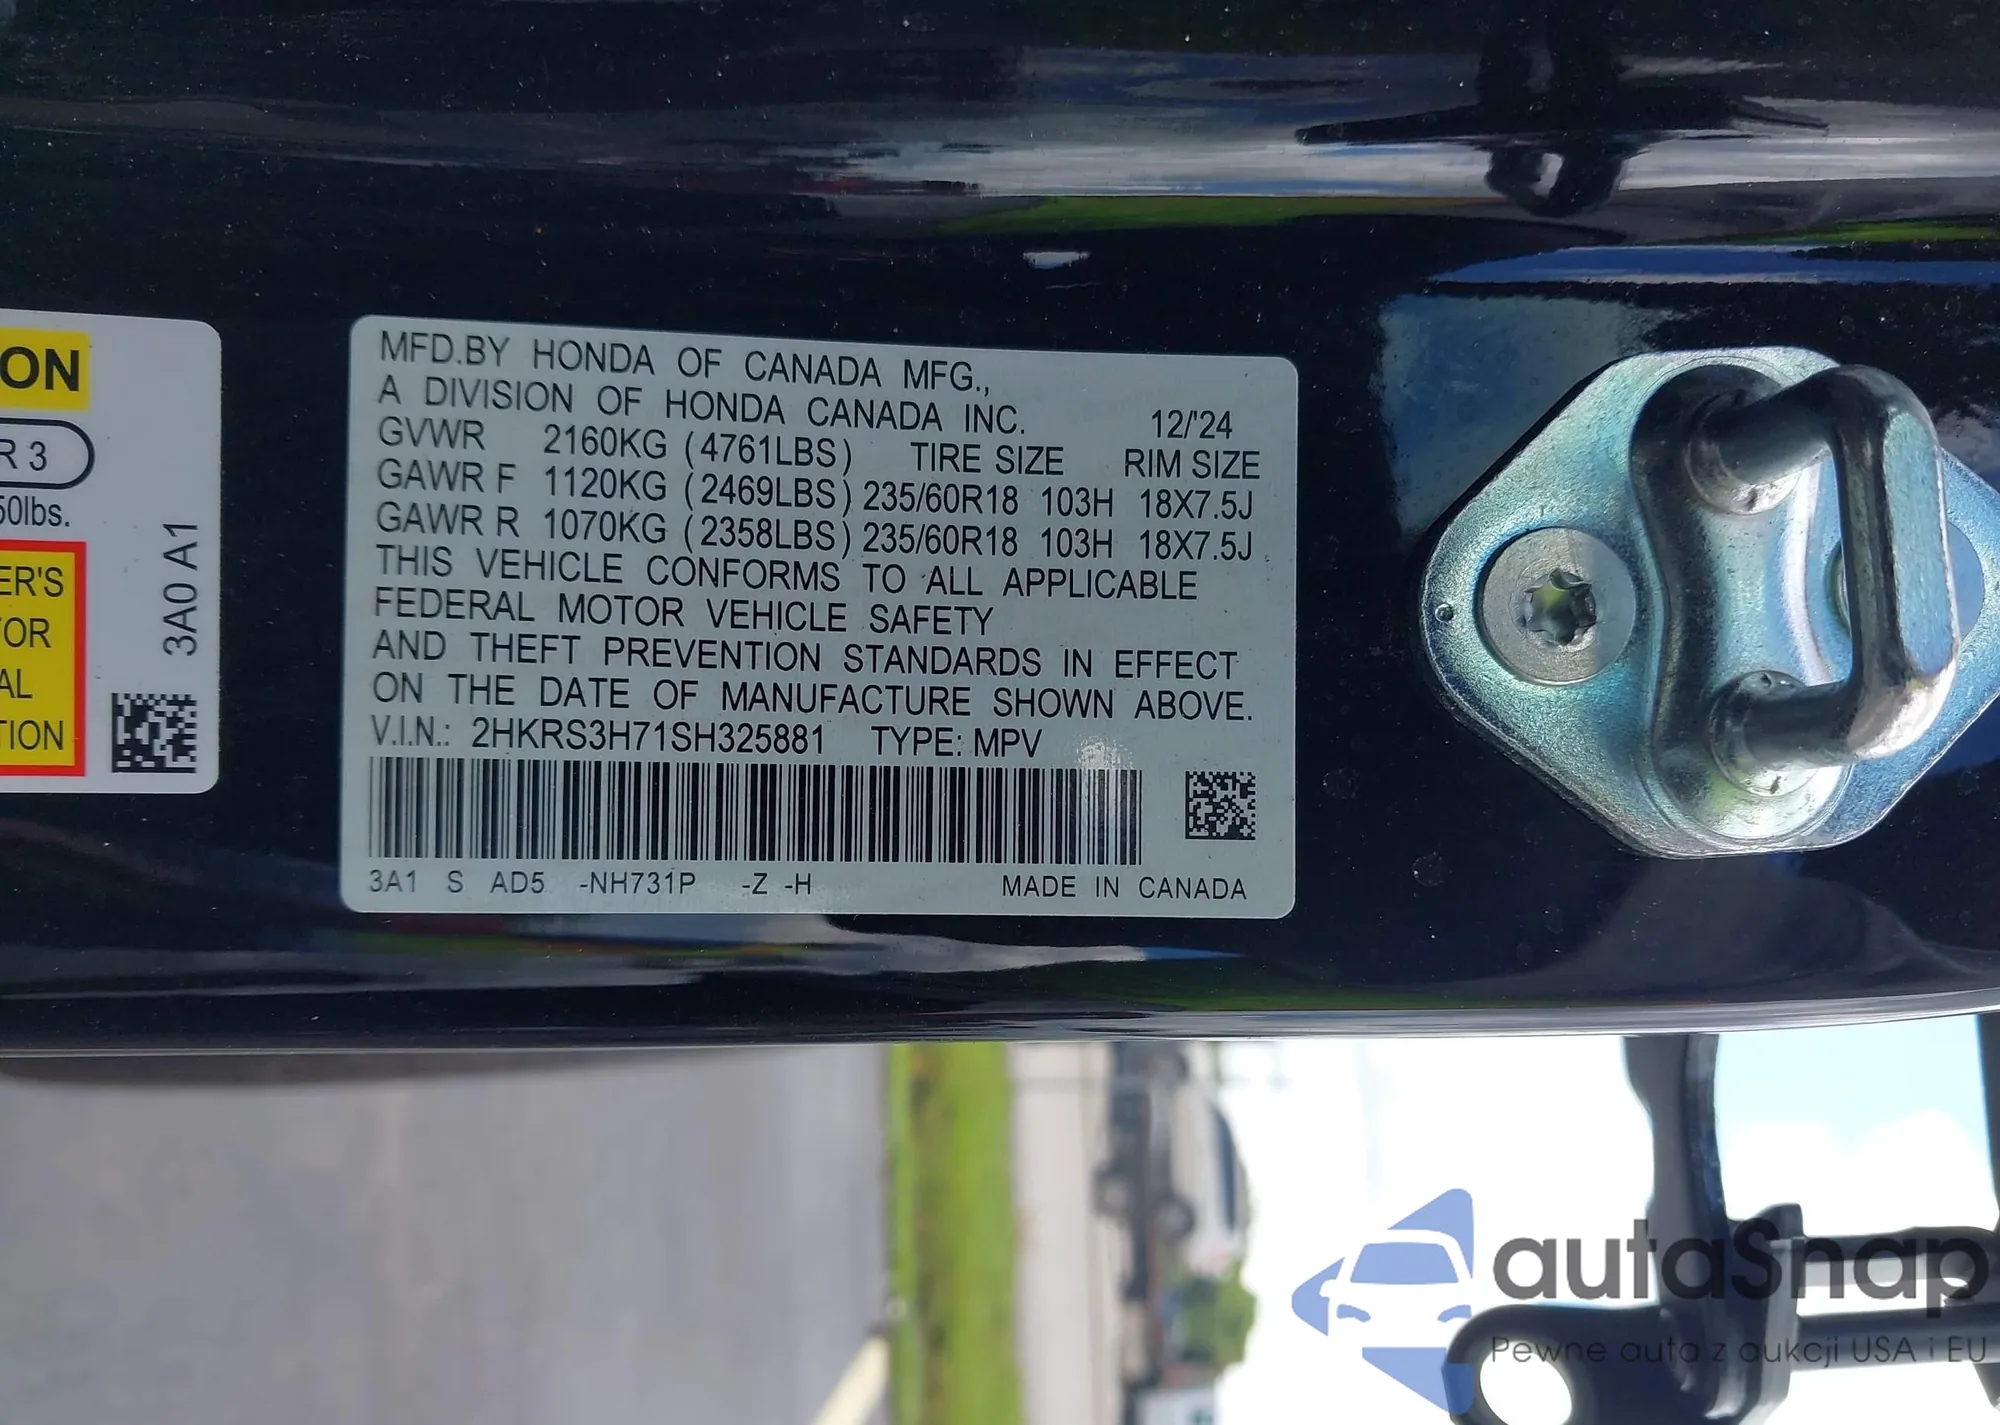 ON
R 3
50lbs.
ER'S
TOR
AL
TION
3A0 A1
MFD.BY HONDA OF CANADA MFG.,
A DIVISION OF HONDA CANADA INC. 12/'24
GVWR 2160KG (4761LBS) TIRE SIZE RIM SIZE
GAWR F 1120KG (2469LBS) 235/60R18 103H 18X7.5J
GAWR R 1070KG (2358LBS) 235/60R18 103H 18X7.5J
THIS VEHICLE CONFORMS TO ALL APPLICABLE
FEDERAL MOTOR VEHICLE SAFETY
AND THEFT PREVENTION STANDARDS IN EFFECT
ON THE DATE OF MANUFACTURE SHOWN ABOVE.
V.I.N.: 2HKRS3H71SH325881 TYPE: MPV
3A1 S AD5 -NH731P -Z -H MADE IN CANADA
autaSnap
Pewne auta z aukcji USA i EU